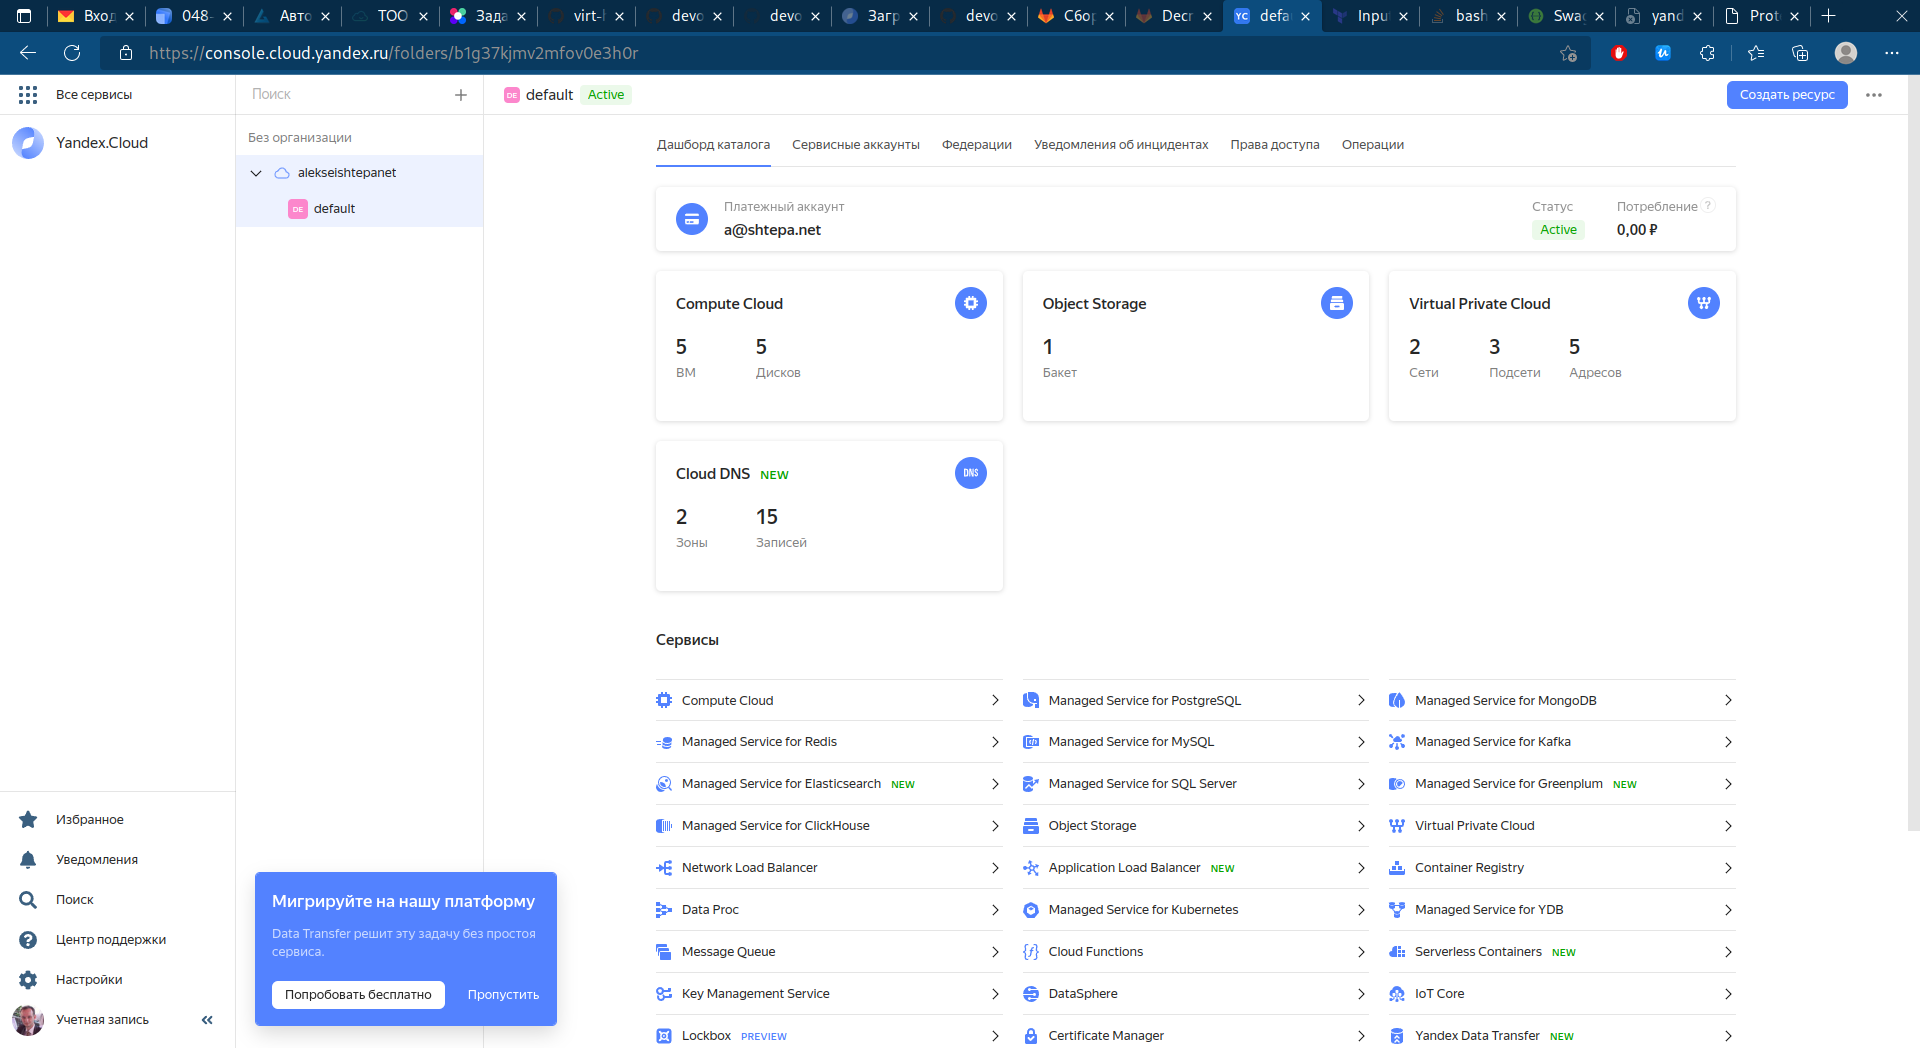 Вход
048-
Авто
ТОО
Зада
virt-h
devo
devo
Загр
devo
Сбор
Decr
defa
Input
bash
Swag
yand
Prot
https://console.cloud.yandex.ru/folders/b1g37kjmv2mfov0e3h0r
Все сервисы
Yandex.Cloud
Поиск
Без организации
alekseishtepanet
DE default
DE default Active
Создать ресурс
Дашборд каталога Сервисные аккаунты Федерации Уведомления об инцидентах Права доступа Операции
Платежный аккаунт
a@shtepa.net
Статус
Active
Потребление ?
0,00 ₽
Compute Cloud
5 5
ВМ Дисков
Object Storage
1
Бакет
Virtual Private Cloud
2 3 5
Сети Подсети Адресов
Cloud DNS NEW
DNS
2 15
Зоны Записей
Сервисы
Compute Cloud
Managed Service for PostgreSQL
Managed Service for MongoDB
Managed Service for Redis
Managed Service for MySQL
Managed Service for Kafka
Managed Service for Elasticsearch NEW
Managed Service for SQL Server
Managed Service for Greenplum NEW
Managed Service for ClickHouse
Object Storage
Virtual Private Cloud
Network Load Balancer
Application Load Balancer NEW
Container Registry
Data Proc
Managed Service for Kubernetes
Managed Service for YDB
Message Queue
Cloud Functions
Serverless Containers NEW
Key Management Service
DataSphere
IoT Core
Lockbox PREVIEW
Certificate Manager
Yandex Data Transfer NEW
Избранное
Уведомления
Поиск
Центр поддержки
Настройки
Учетная запись
Мигрируйте на нашу платформу
Data Transfer решит эту задачу без простоя
сервиса.
Попробовать бесплатно Пропустить